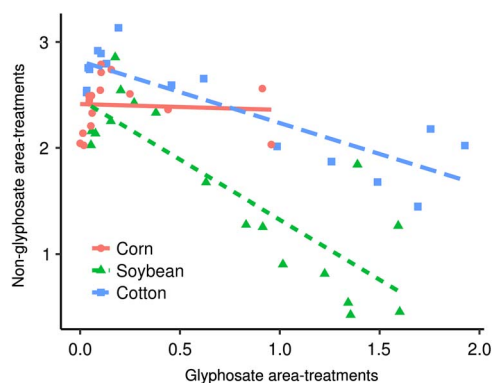 3
2
1
Non-glyphosate area-treatments
Corn
Soybean
Cotton
0.0 0.5 1.0 1.5 2.0
Glyphosate area-treatments